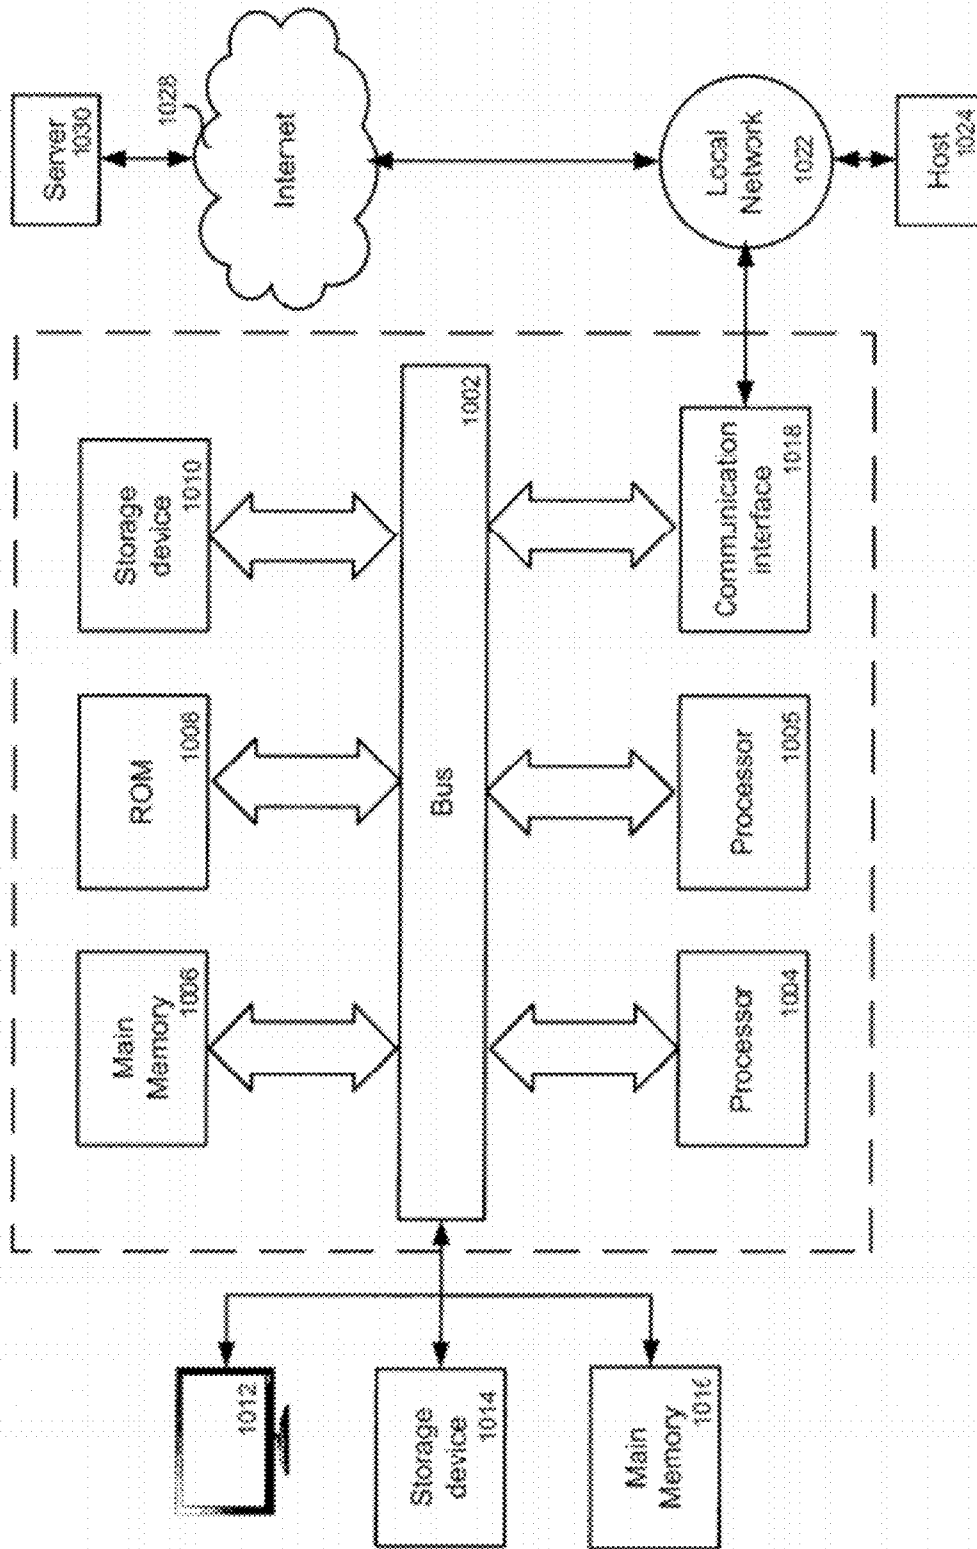 1012
Storage
device
1014
Main
Memory
1016
Main
Memory
1006
ROM
1008
Storage
device
1010
Bus
1002
Processor
1004
Processor
1005
Communication
interface
1018
Server
1030
1028
Internet
Local
Network
1022
Host
1024